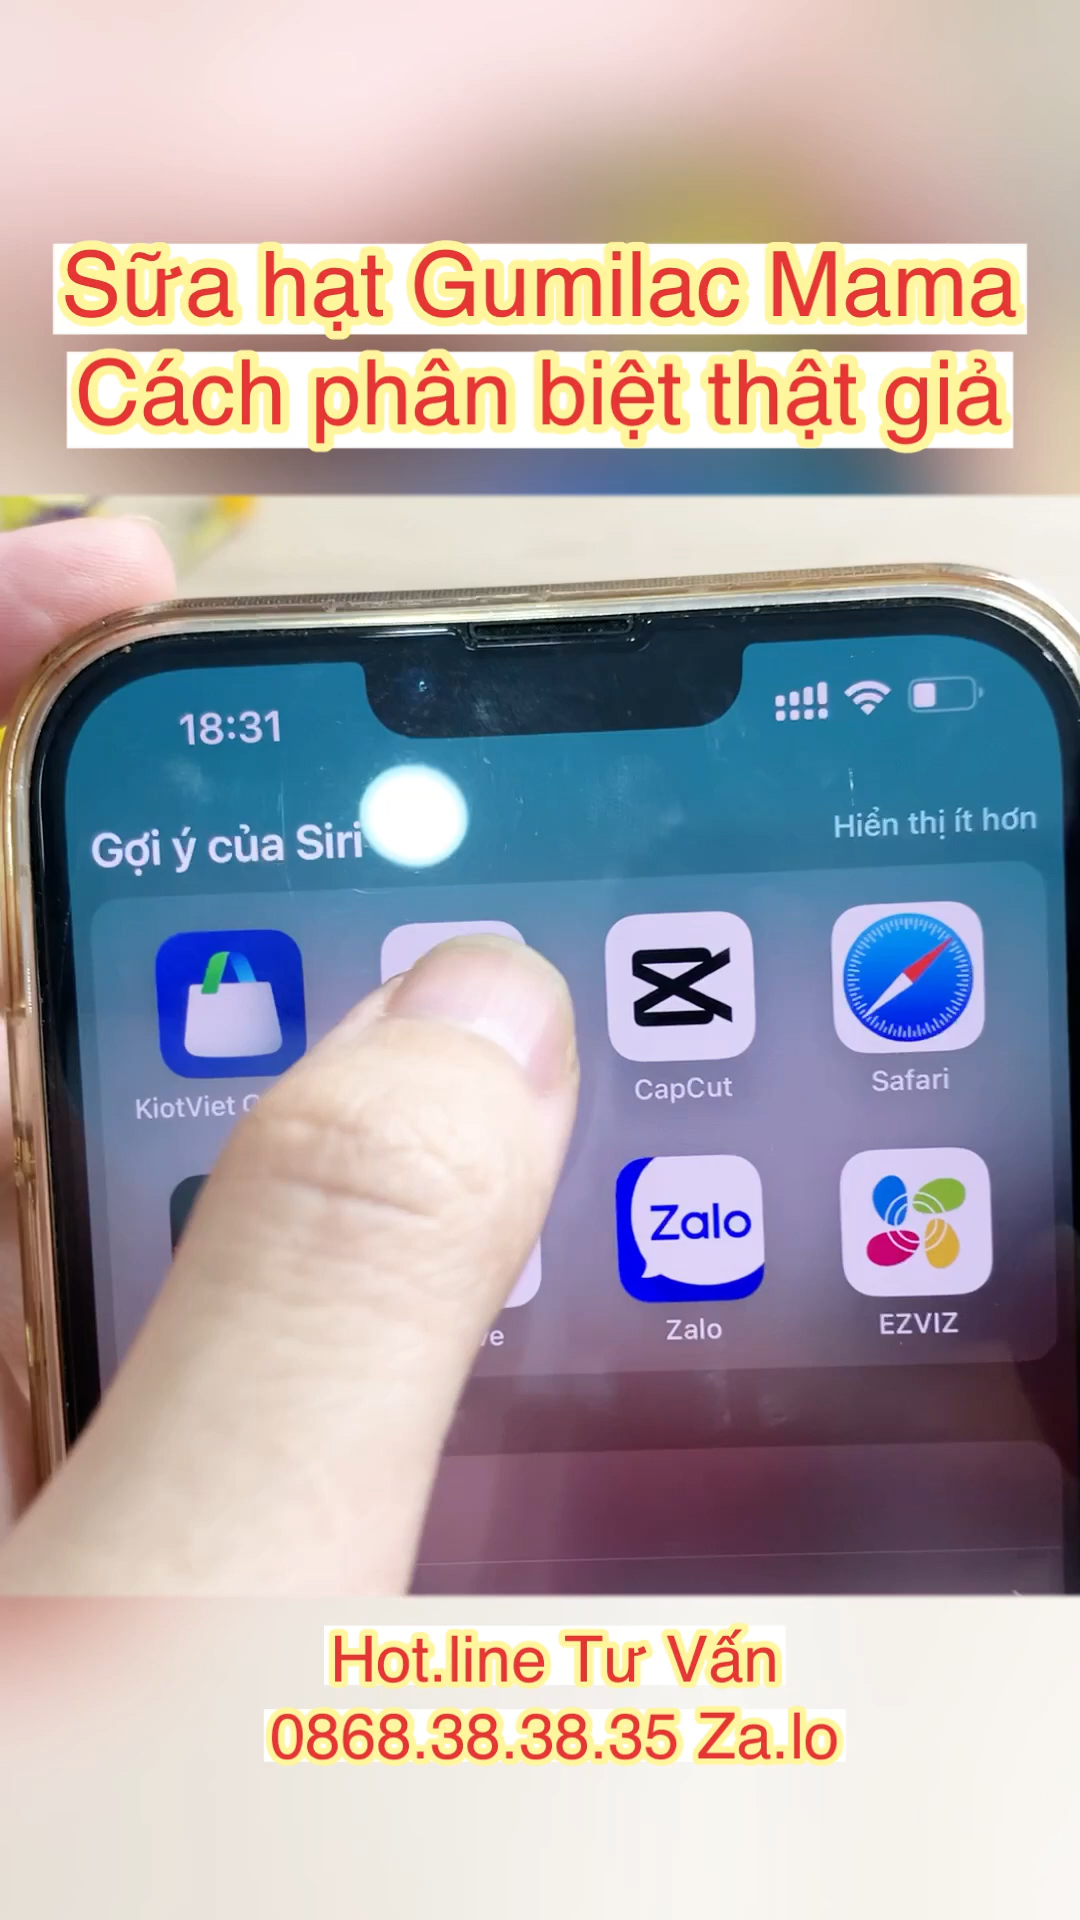 Sữa hạt Gumilac Mama
Cách phân biệt thật giả
18:31
Gợi ý của Siri
Hiển thị ít hơn
KiotViet
CapCut
Safari
Zalo
Zalo
EZVIZ
Hot.line Tư Vấn
0868.38.38.35 Za.lo